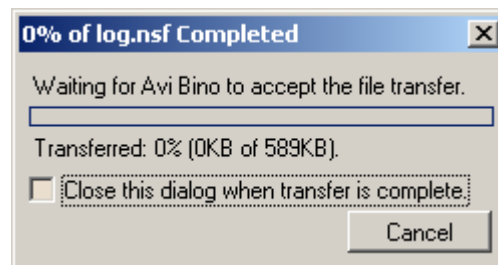 0% of log.nsf Completed
Waiting for Avi Bino to accept the file transfer.
Transferred: 0% (0KB of 589KB).
Close this dialog when transfer is complete.
Cancel